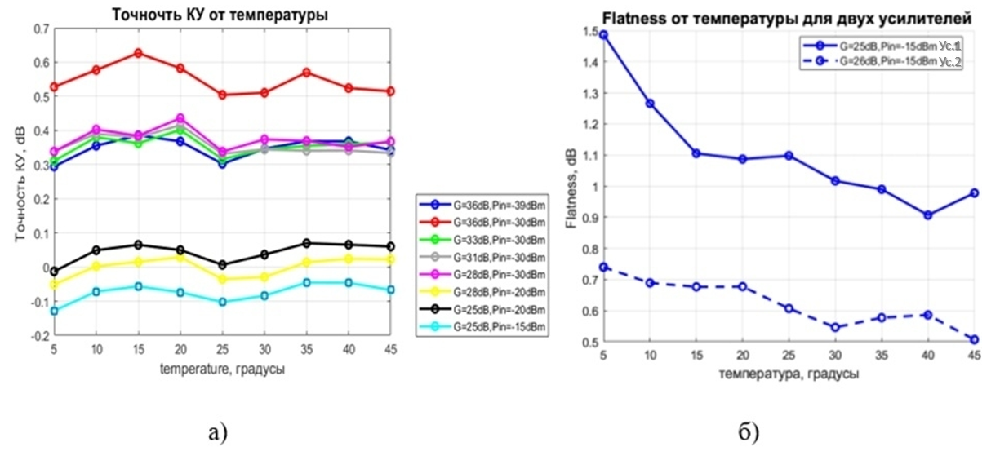 Точночть КУ от температуры
0.7
0.6
0.5
0.4
0.3
0.2
0.1
0
-0.1
-0.2
Точность КУ, dB
5 10 15 20 25 30 35 40 45
temperature, градусы
G=36dB,Pin=-39dBm
G=36dB,Pin=-30dBm
G=33dB,Pin=-30dBm
G=31dB,Pin=-30dBm
G=28dB,Pin=-30dBm
G=28dB,Pin=-20dBm
G=25dB,Pin=-20dBm
G=25dB,Pin=-15dBm
а)
Flatness от температуры для двух усилителей
1.5
1.4
1.3
1.2
1.1
1
0.9
0.8
0.7
0.6
0.5
Flatness, dB
G=25dB,Pin=-15dBm Ус.1
G=26dB,Pin=-15dBm Ус.2
5 10 15 20 25 30 35 40 45
температура, градусы
б)